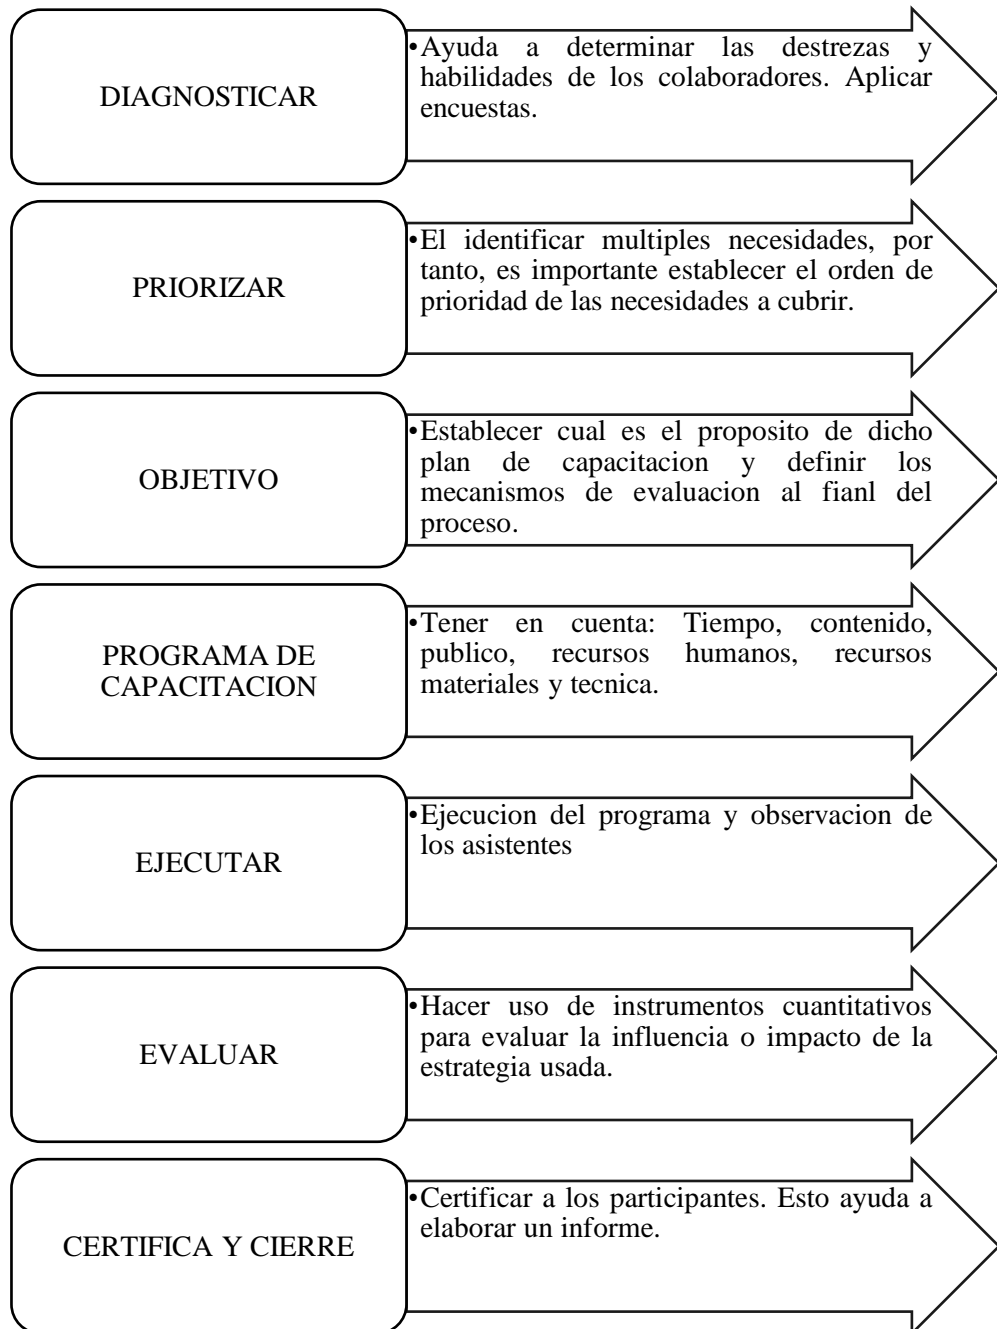 DIAGNOSTICAR
•Ayuda a determinar las destrezas y
habilidades de los colaboradores. Aplicar
encuestas.
PRIORIZAR
•El identificar multiples necesidades, por
tanto, es importante establecer el orden de
prioridad de las necesidades a cubrir.
OBJETIVO
•Establecer cual es el proposito de dicho
plan de capacitacion y definir los
mecanismos de evaluacion al fianl del
proceso.
PROGRAMA DE
CAPACITACION
•Tener en cuenta: Tiempo, contenido,
publico, recursos humanos, recursos
materiales y tecnica.
EJECUTAR
•Ejecucion del programa y observacion de
los asistentes
EVALUAR
•Hacer uso de instrumentos cuantitativos
para evaluar la influencia o impacto de la
estrategia usada.
CERTIFICA Y CIERRE
•Certificar a los participantes. Esto ayuda a
elaborar un informe.